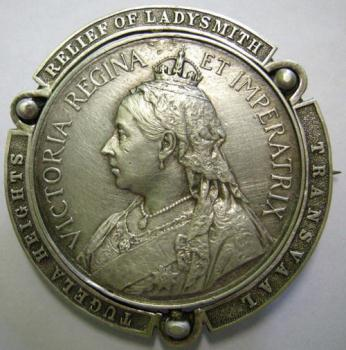 RELIEF OF LADYSMITH
VICTORIA REGINA ET IMPERATRIX
TUGELA HEIGHTS
TRANSVAAL